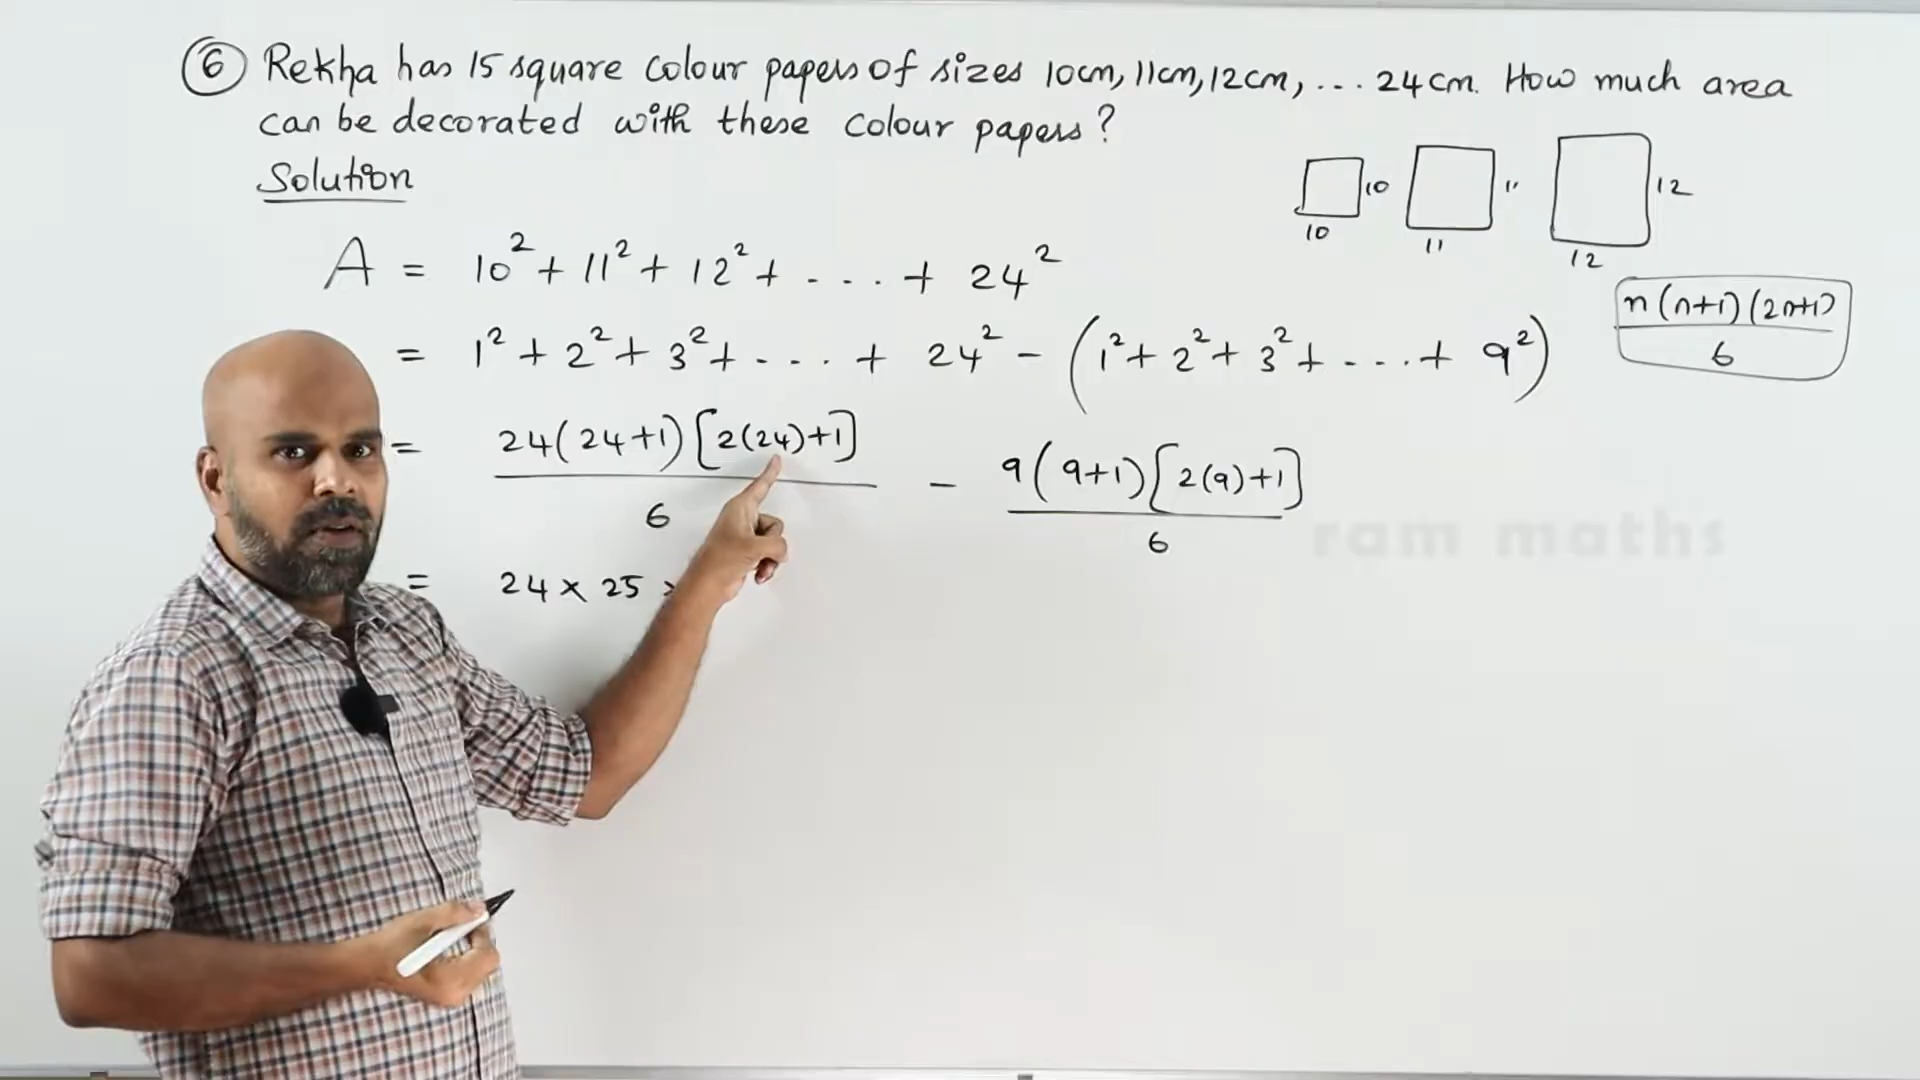 6 Rekha has 15 square colour papers of sizes 10cm, 11cm, 12cm, ... 24cm. How much area
can be decorated with these colour papers?
Solution
10 11 12
10 11 12
A = 10² + 11² + 12² + .... + 24²
n(n+1)(2n+1)
6
= 1² + 2² + 3² + .... + 24² - (1² + 2² + 3² + .... + 9²)
= 24(24+1)[2(24)+1] - 9(9+1)[2(9)+1]
6 6
ram maths
= 24 × 25